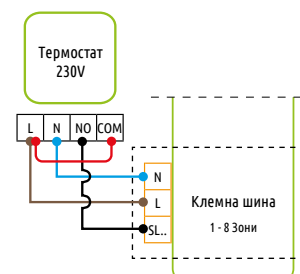 Термостат
230V
L N NO COM
N
L
SL..
Клемна шина
1 - 8 Зони